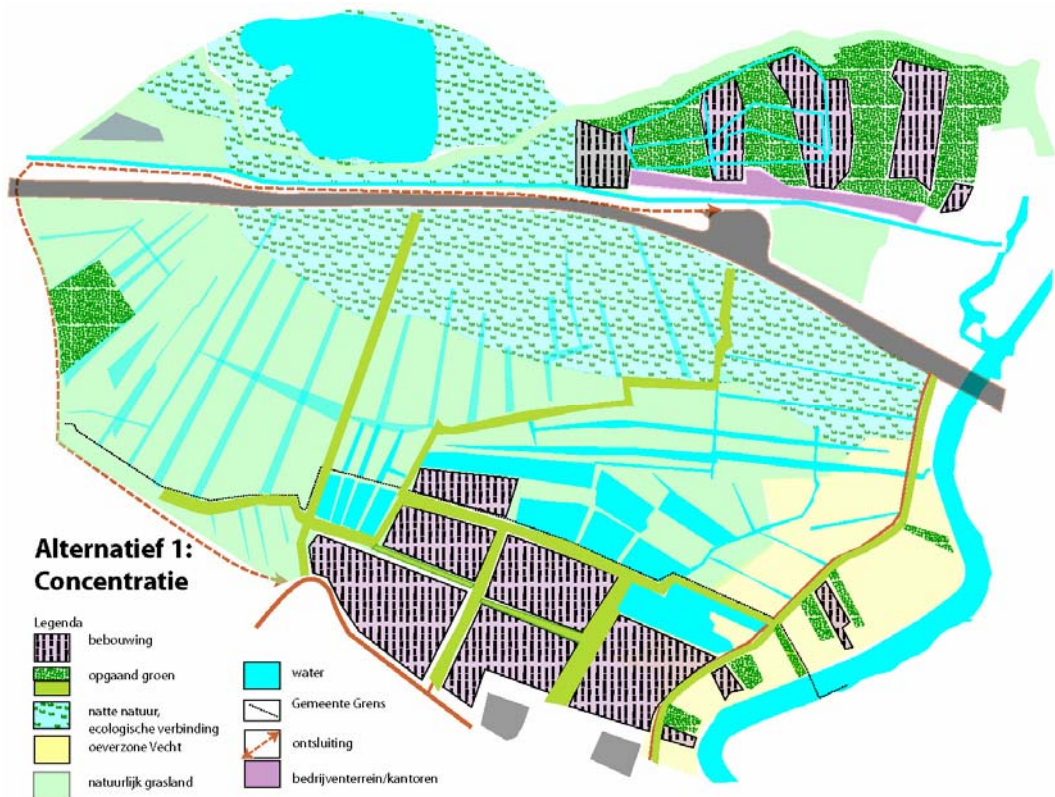 Alternatief 1:
Concentratie
Legenda
bebouwing
opgaand groen
natte natuur,
ecologische verbinding
oeverzone Vecht
natuurlijk grasland
water
Gemeente Grens
ontsluiting
bedrijventerrein/kantoren